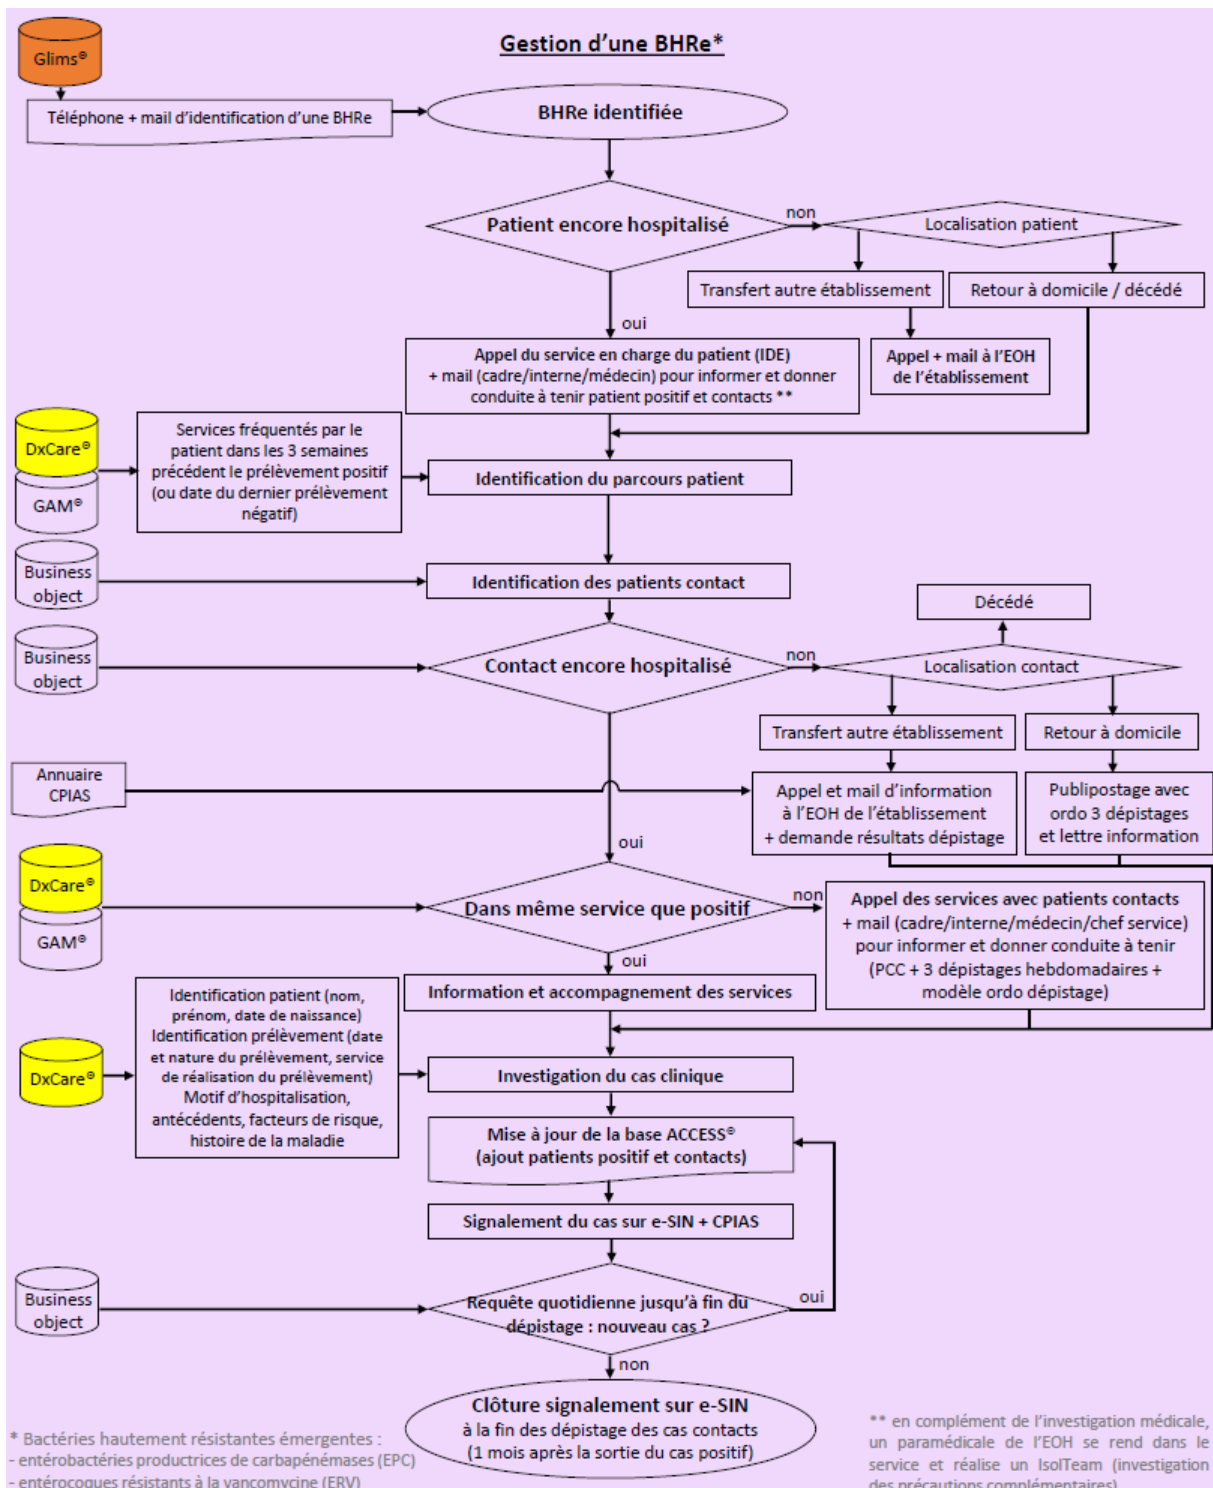 Gestion d'une BHRe*
Glims®
Téléphone + mail d'identification d'une BHRe
BHRe identifiée
Patient encore hospitalisé
non
Localisation patient
Transfert autre établissement
Retour à domicile / décédé
oui
Appel du service en charge du patient (IDE)
+ mail (cadre/interne/médecin) pour informer et donner
conduite à tenir patient positif et contacts **
Appel + mail à l'EOH
de l'établissement
DxCare®
GAM®
Services fréquentés par le
patient dans les 3 semaines
précédent le prélèvement positif
(ou date du dernier prélèvement
négatif)
Identification du parcours patient
Business
object
Identification des patients contact
Décédé
Business
object
Contact encore hospitalisé
non
Localisation contact
Transfert autre établissement
Retour à domicile
Annuaire
CPIAS
Appel et mail d'information
à l'EOH de l'établissement
+ demande résultats dépistage
Publipostage avec
ordo 3 dépistages
et lettre information
oui
DxCare®
GAM®
Dans même service que positif
non
Appel des services avec patients contacts
+ mail (cadre/interne/médecin/chef service)
pour informer et donner conduite à tenir
(PCC + 3 dépistages hebdomadaires +
modèle ordo dépistage)
oui
Information et accompagnement des services
DxCare®
Identification patient (nom,
prénom, date de naissance)
Identification prélèvement (date
et nature du prélèvement, service
de réalisation du prélèvement)
Motif d'hospitalisation,
antécédents, facteurs de risque,
histoire de la maladie
Investigation du cas clinique
Mise à jour de la base ACCESS®
(ajout patients positif et contacts)
Signalement du cas sur e-SIN + CPIAS
Business
object
Requête quotidienne jusqu'à fin du
dépistage : nouveau cas ?
oui
non
Clôture signalement sur e-SIN
à la fin des dépistage des cas contacts
(1 mois après la sortie du cas positif)
* Bactéries hautement résistantes émergentes :
- entérobactéries productrices de carbapénémases (EPC)
- entérocoques résistants à la vancomycine (ERV)
** en complément de l'investigation médicale,
un paramédicale de l'EOH se rend dans le
service et réalise un IsolTeam (investigation
des précautions complémentaires)